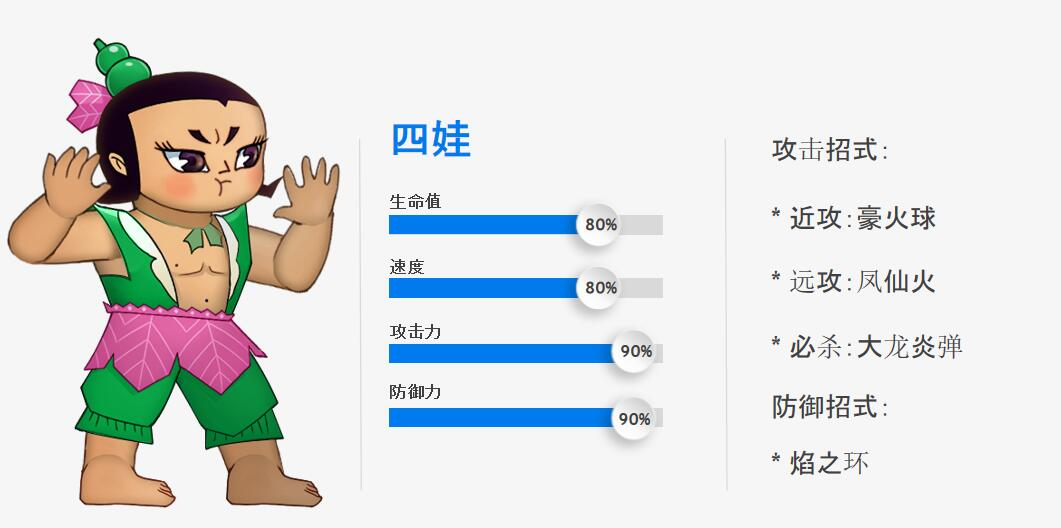 四娃
生命值
80%
速度
80%
攻击力
90%
防御力
90%
攻击招式:
* 近攻:豪火球
* 远攻:凤仙火
* 必杀:大龙炎弹
防御招式:
* 焰之环